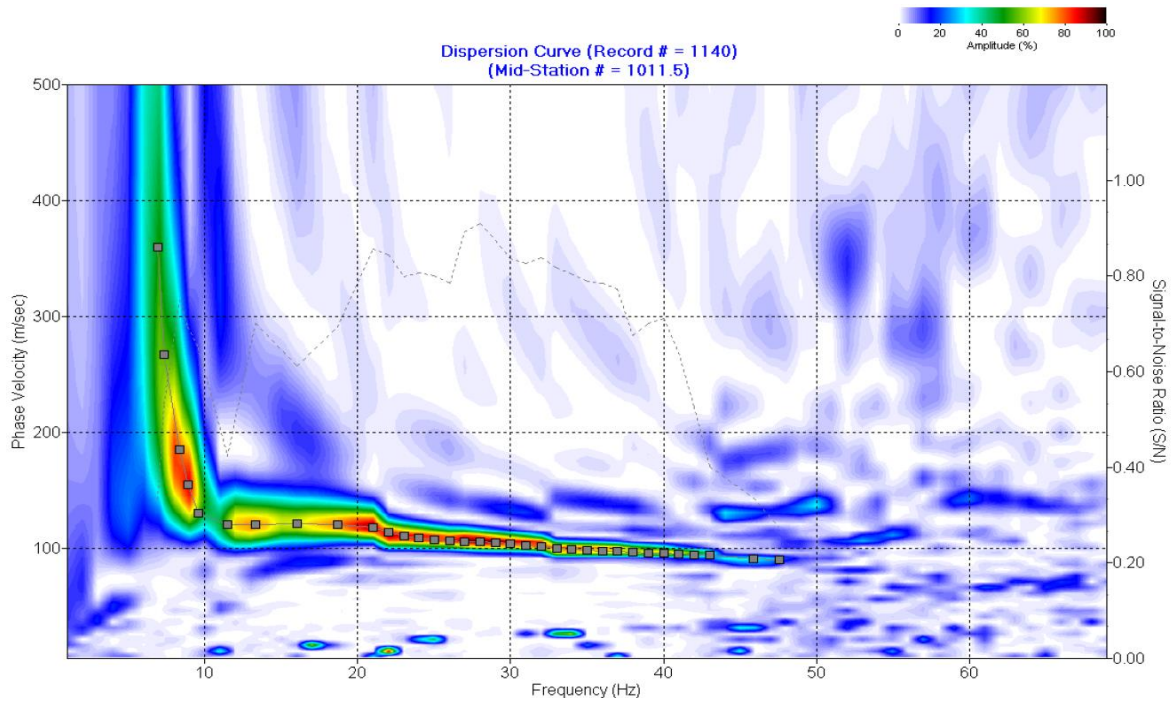 0 20 40 60 80 100
Amplitude (%)
Dispersion Curve (Record # = 1140)
(Mid-Station # = 1011.5)
500
400
300
200
100
Phase Velocity (m/sec)
1.00
0.80
0.60
0.40
0.20
0.00
Signal-to-Noise Ratio (S/N)
10 20 30 40 50 60
Frequency (Hz)